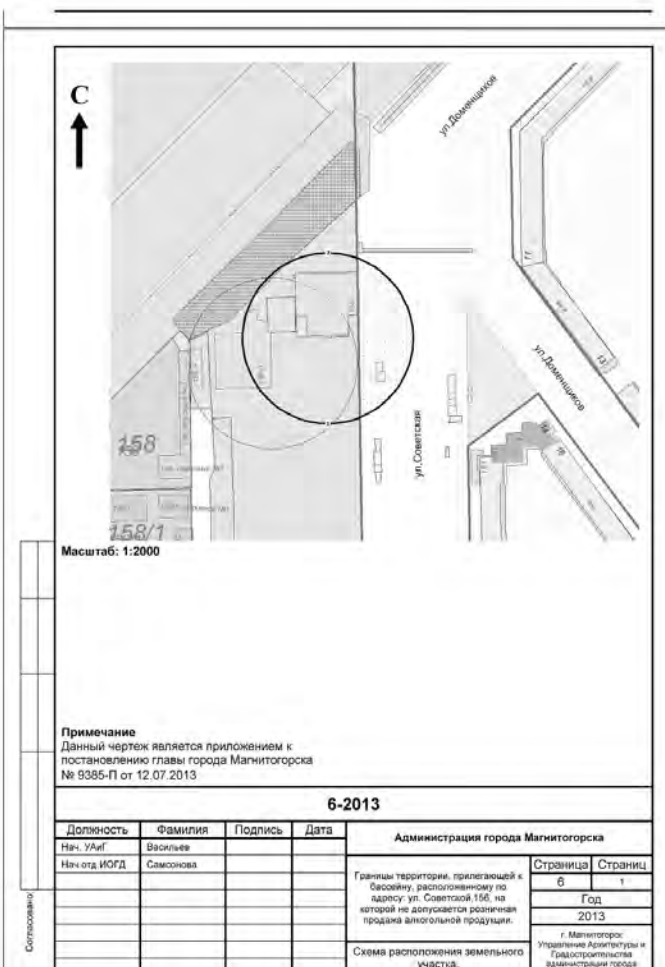 С
ул.Доменщиков
11
13
ул.Доменщиков
ул.Советская
158
158/1
Масштаб: 1:2000
Примечание
Данный чертеж является приложением к
постановлению главы города Магнитогорска
№ 9385-П от 12.07.2013
6-2013
Должность Фамилия Подпись Дата
Администрация города Магнитогорска
Нач. УАиГ Васильев
Нач отд ИОГД Самсонова
Границы территории, прилегающей к
бассейну, расположенному по
адресу: ул. Советской,156, на
которой не допускается розничная
продажа алкогольной продукции.
Страница Страниц
6 1
Год
2013
Схема расположения земельного
участка.
г. Магнитогорск
Управление Архитектуры и
Градостроительства
администрации города
Согласовано: